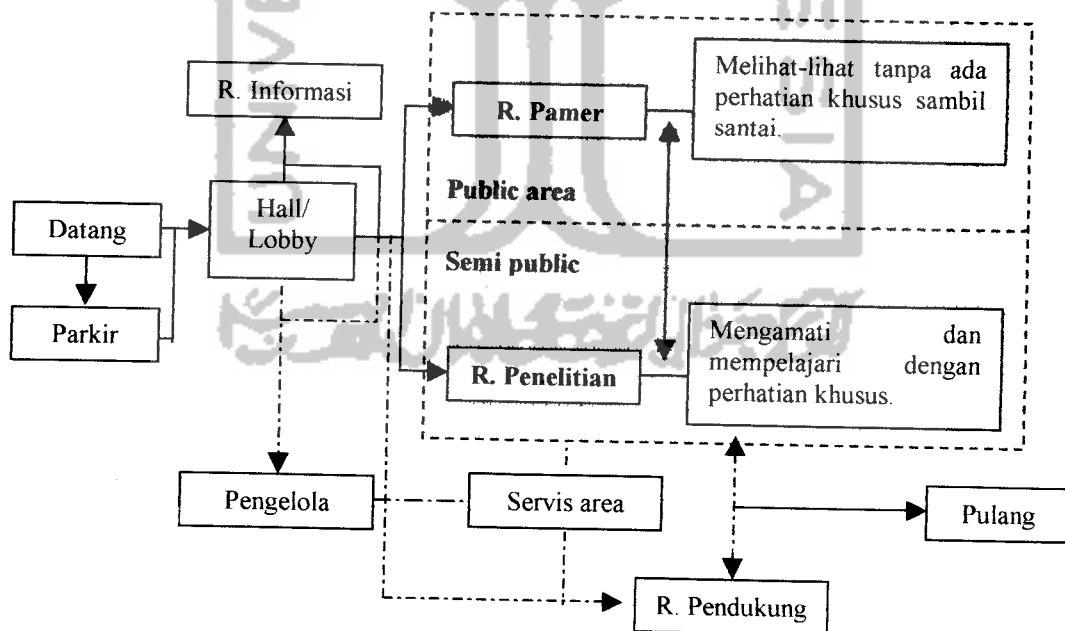 R. Informasi
Hall/
Lobby
Datang
Parkir
R. Pamer
Melihat-lihat tanpa ada
perhatian khusus sambil
santai.
Public area
Semi public
R. Penelitian
Mengamati dan
mempelajari dengan
perhatian khusus.
Pengelola
Servis area
Pulang
R. Pendukung